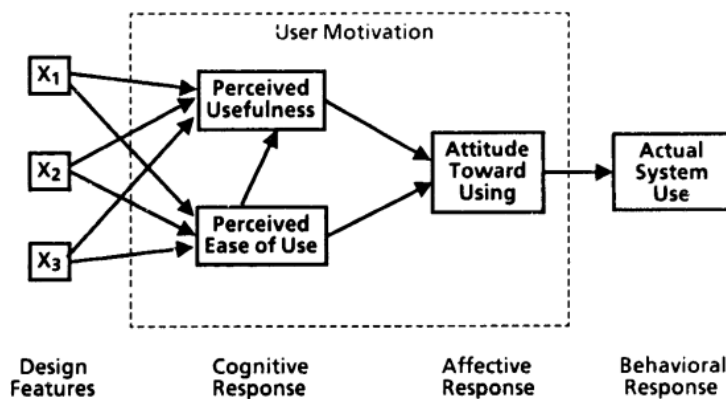 User Motivation
X1
Perceived
Usefulness
X2
Attitude
Toward
Using
Actual
System
Use
Perceived
Ease of Use
X3
Design
Features
Cognitive
Response
Affective
Response
Behavioral
Response